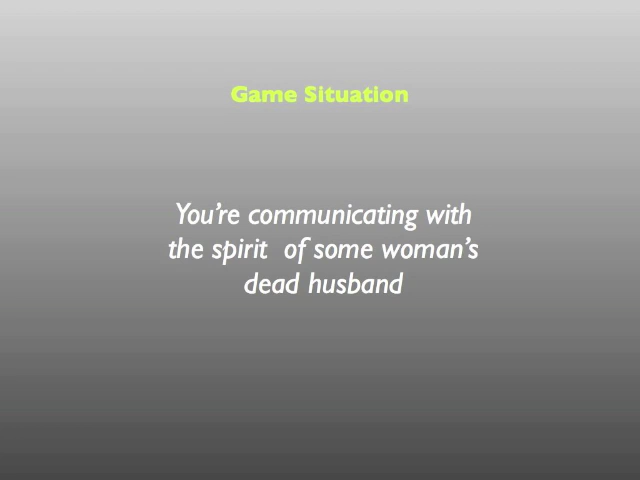 Game Situation
You’re communicating with
the spirit  of some woman’s
dead husband